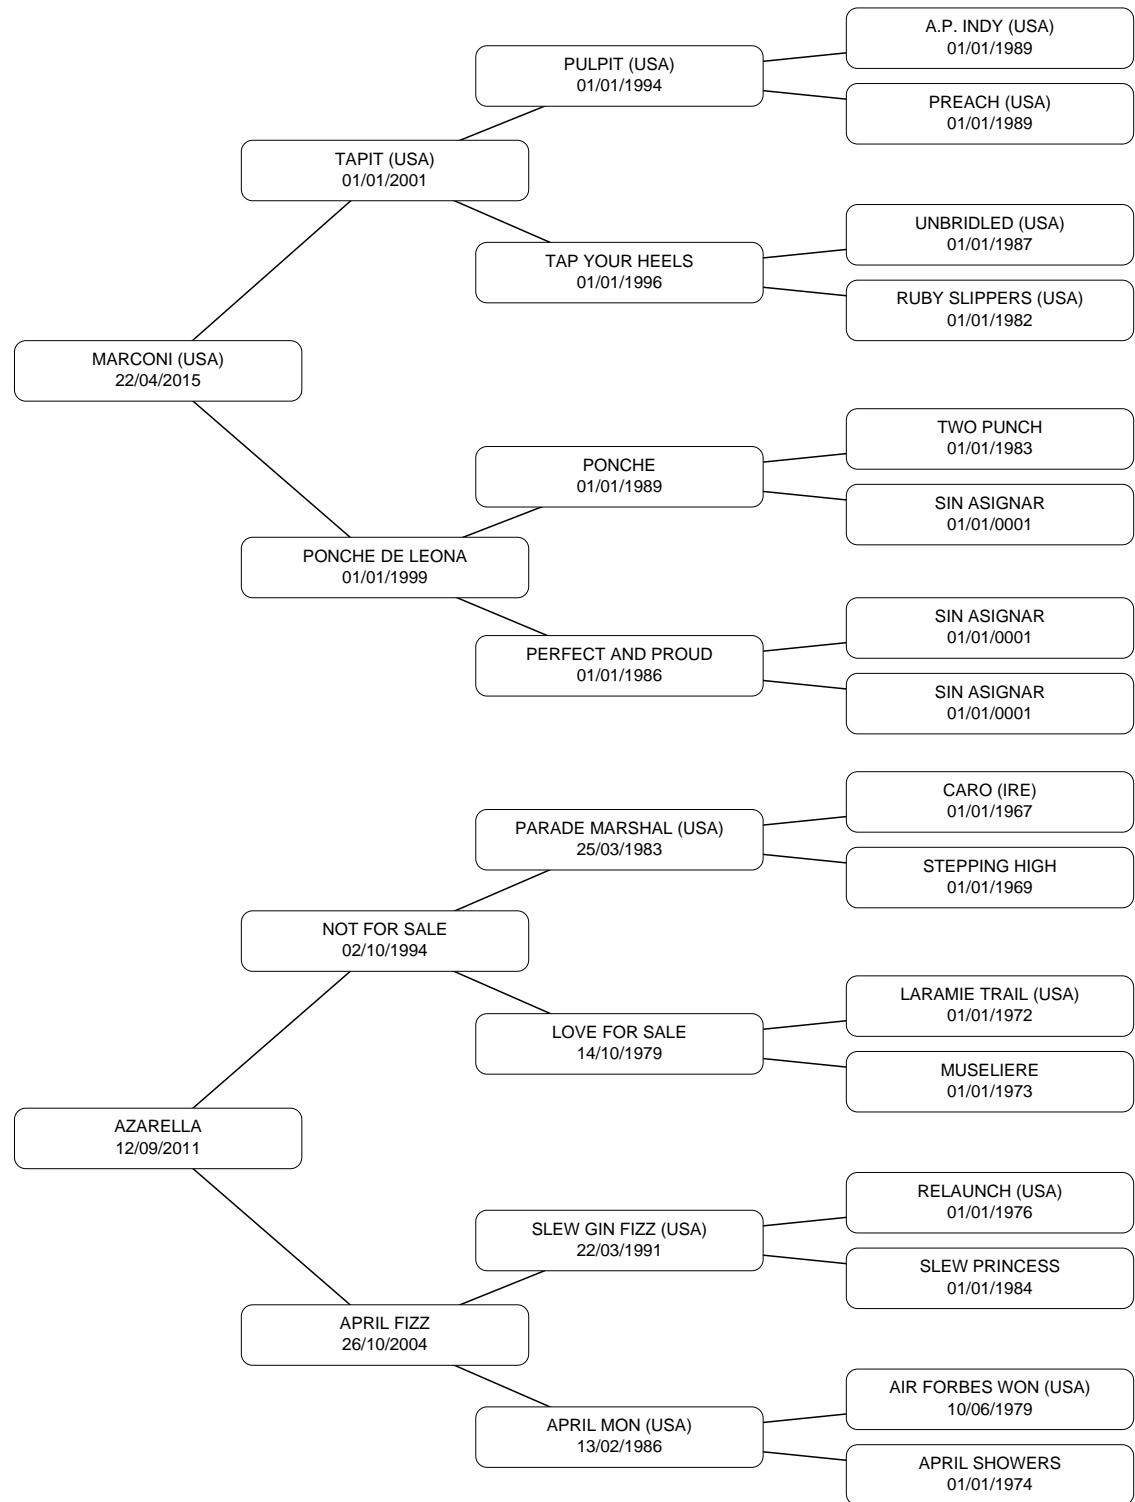 A.P. INDY (USA)
01/01/1989
PULPIT (USA)
01/01/1994
PREACH (USA)
01/01/1989
TAPIT (USA)
01/01/2001
UNBRIDLED (USA)
01/01/1987
TAP YOUR HEELS
01/01/1996
RUBY SLIPPERS (USA)
01/01/1982
MARCONI (USA)
22/04/2015
TWO PUNCH
01/01/1983
PONCHE
01/01/1989
SIN ASIGNAR
01/01/0001
PONCHE DE LEONA
01/01/1999
SIN ASIGNAR
01/01/0001
PERFECT AND PROUD
01/01/1986
SIN ASIGNAR
01/01/0001
CARO (IRE)
01/01/1967
PARADE MARSHAL (USA)
25/03/1983
STEPPING HIGH
01/01/1969
NOT FOR SALE
02/10/1994
LARAMIE TRAIL (USA)
01/01/1972
LOVE FOR SALE
14/10/1979
MUSELIERE
01/01/1973
AZARELLA
12/09/2011
RELAUNCH (USA)
01/01/1976
SLEW GIN FIZZ (USA)
22/03/1991
SLEW PRINCESS
01/01/1984
APRIL FIZZ
26/10/2004
AIR FORBES WON (USA)
10/06/1979
APRIL MON (USA)
13/02/1986
APRIL SHOWERS
01/01/1974